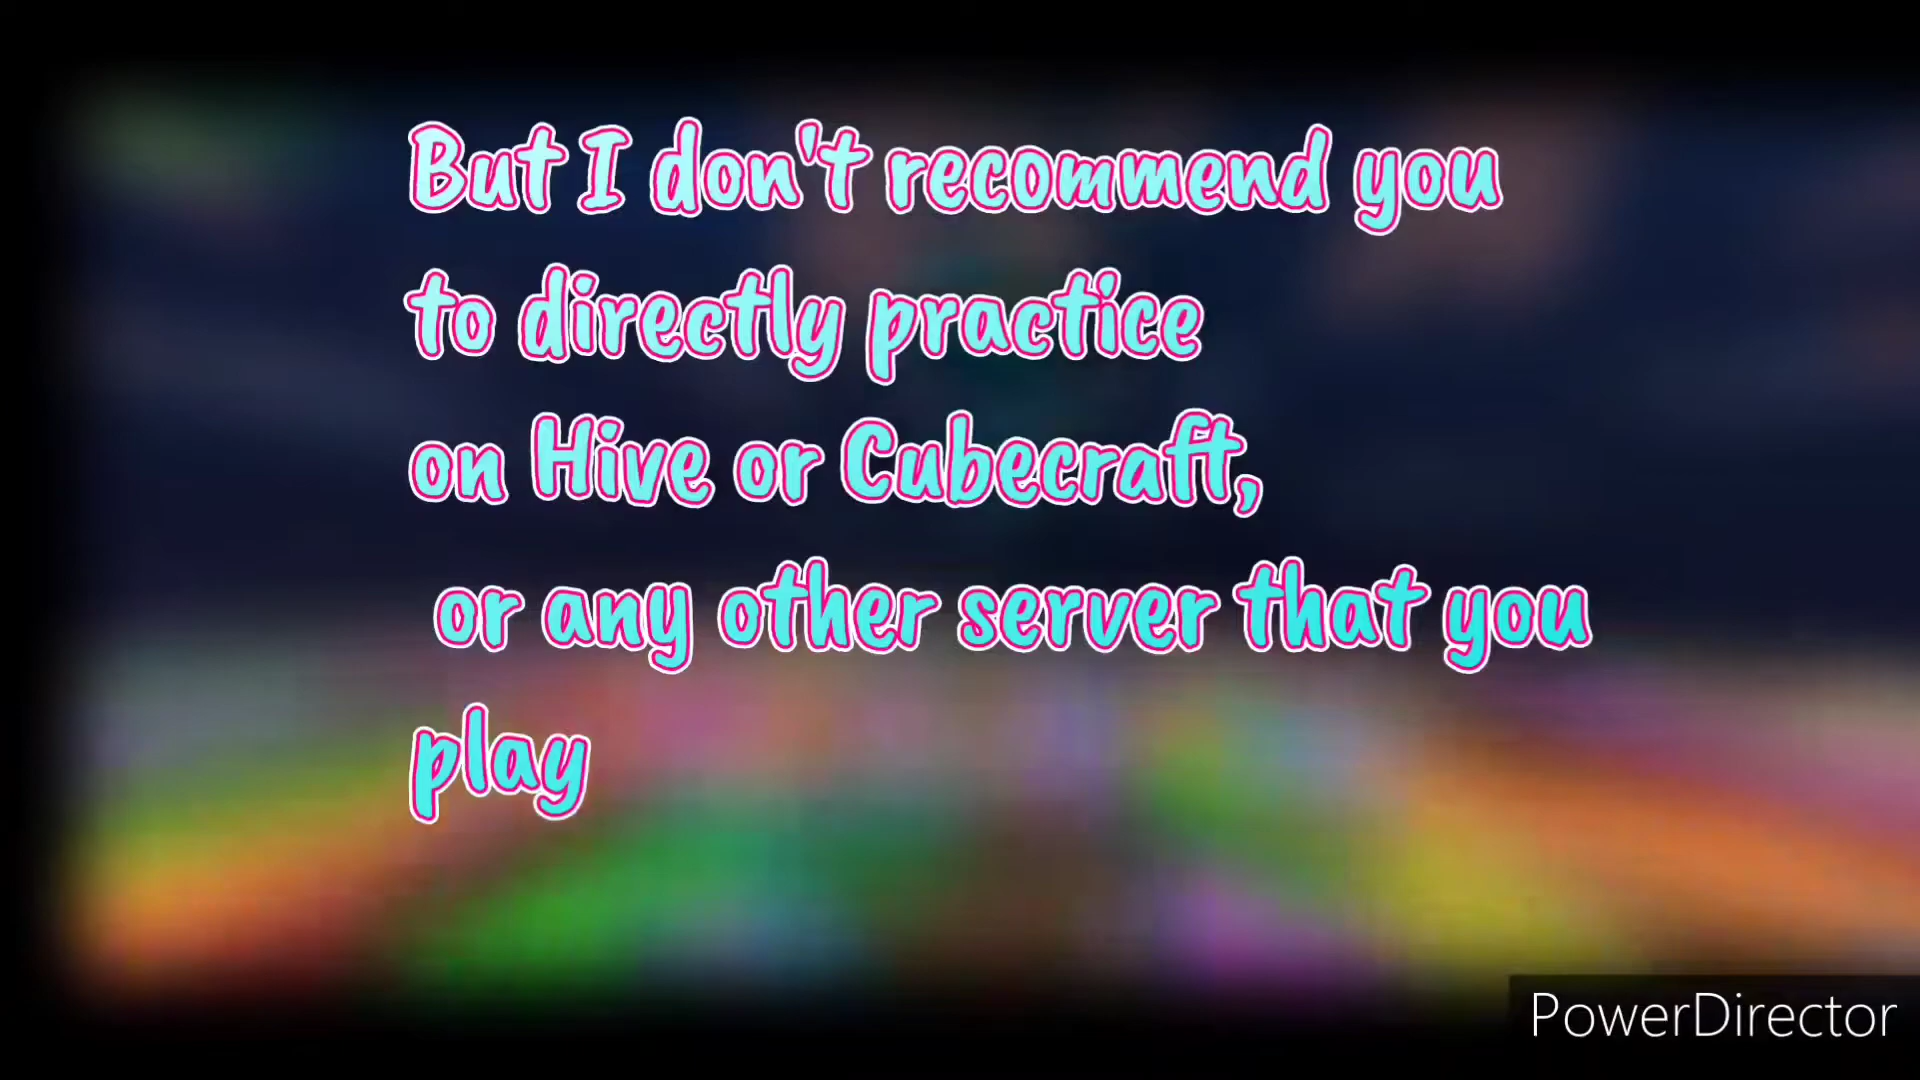 But I don't recommend you
to directly practice
on Hive or Cubecraft,
or any other server that you
play
PowerDirector